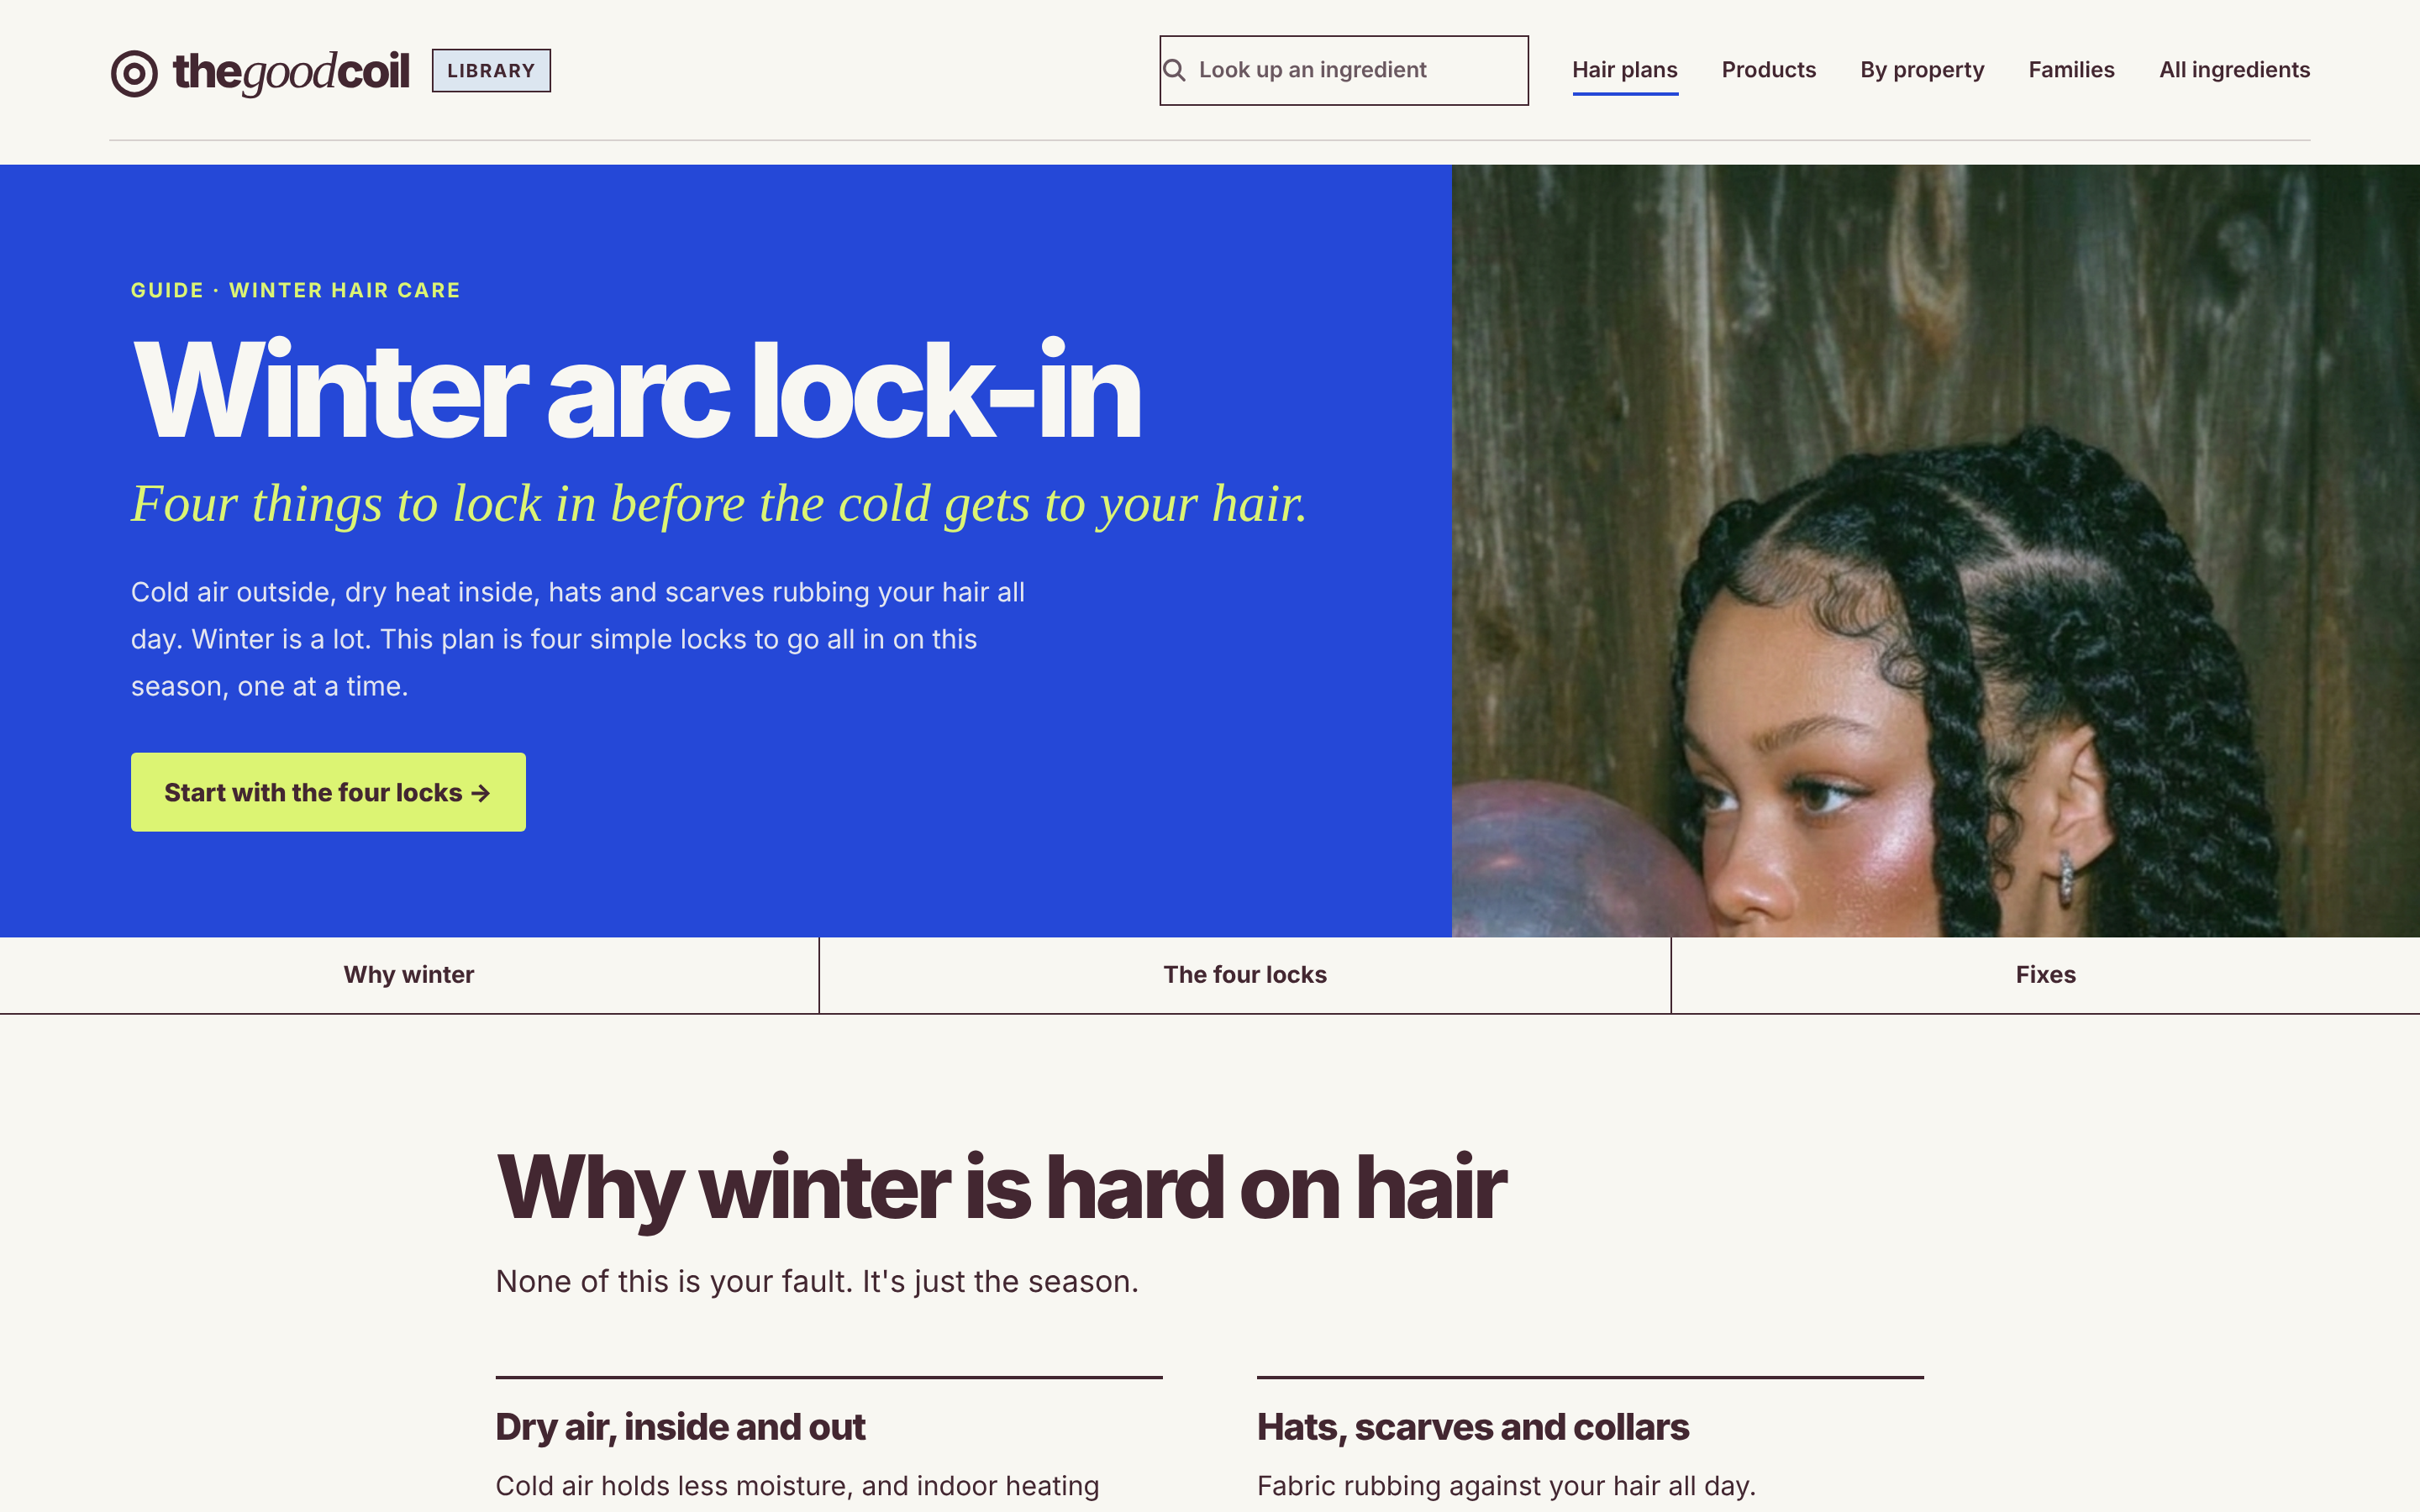 thegoodcoil
LIBRARY
Look up an ingredient
Hair plans
Products
By property
Families
All ingredients
GUIDE · WINTER HAIR CARE
Winter arc lock-in
Four things to lock in before the cold gets to your hair.
Cold air outside, dry heat inside, hats and scarves rubbing your hair all
day. Winter is a lot. This plan is four simple locks to go all in on this
season, one at a time.
Start with the four locks →
Why winter
The four locks
Fixes
Why winter is hard on hair
None of this is your fault. It's just the season.
Dry air, inside and out
Cold air holds less moisture, and indoor heating
Hats, scarves and collars
Fabric rubbing against your hair all day.